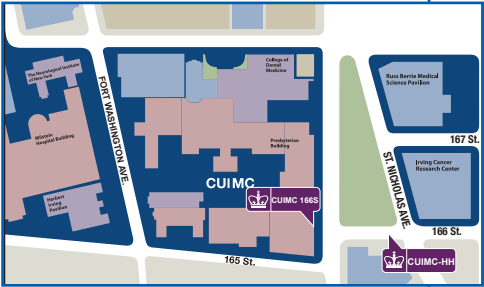 The Neurological Institute
of New York
College of
Dental
Medicine
Russ Berrie Medical
Science Pavilion
FORT WASHINGTON AVE.
Milstein
Hospital Building
Presbyterian
Building
167 St.
ST. NICHOLAS AVE.
Irving Cancer
Research Center
CUIMC
Herbert
Irving
Pavilion
CUIMC 166S
166 St.
165 St.
CUIMC-HH